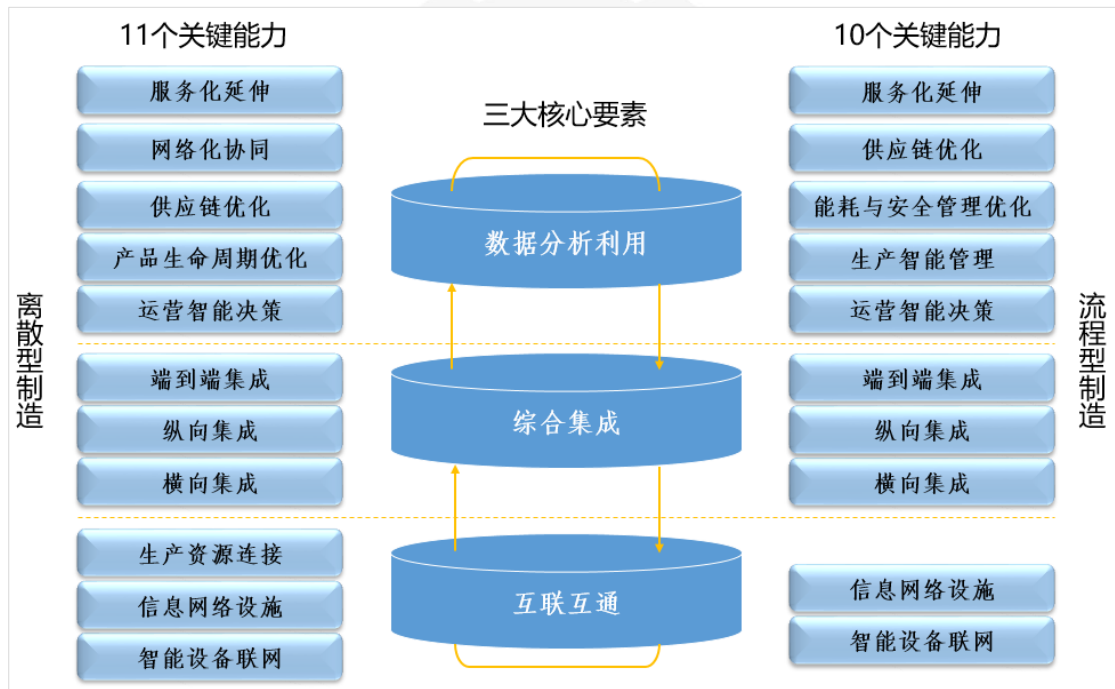 11个关键能力
服务化延伸
网络化协同
供应链优化
产品生命周期优化
运营智能决策
端到端集成
纵向集成
横向集成
生产资源连接
信息网络设施
智能设备联网
离散型制造
三大核心要素
数据分析利用
综合集成
互联互通
10个关键能力
服务化延伸
供应链优化
能耗与安全管理优化
生产智能管理
运营智能决策
端到端集成
纵向集成
横向集成
信息网络设施
智能设备联网
流程型制造